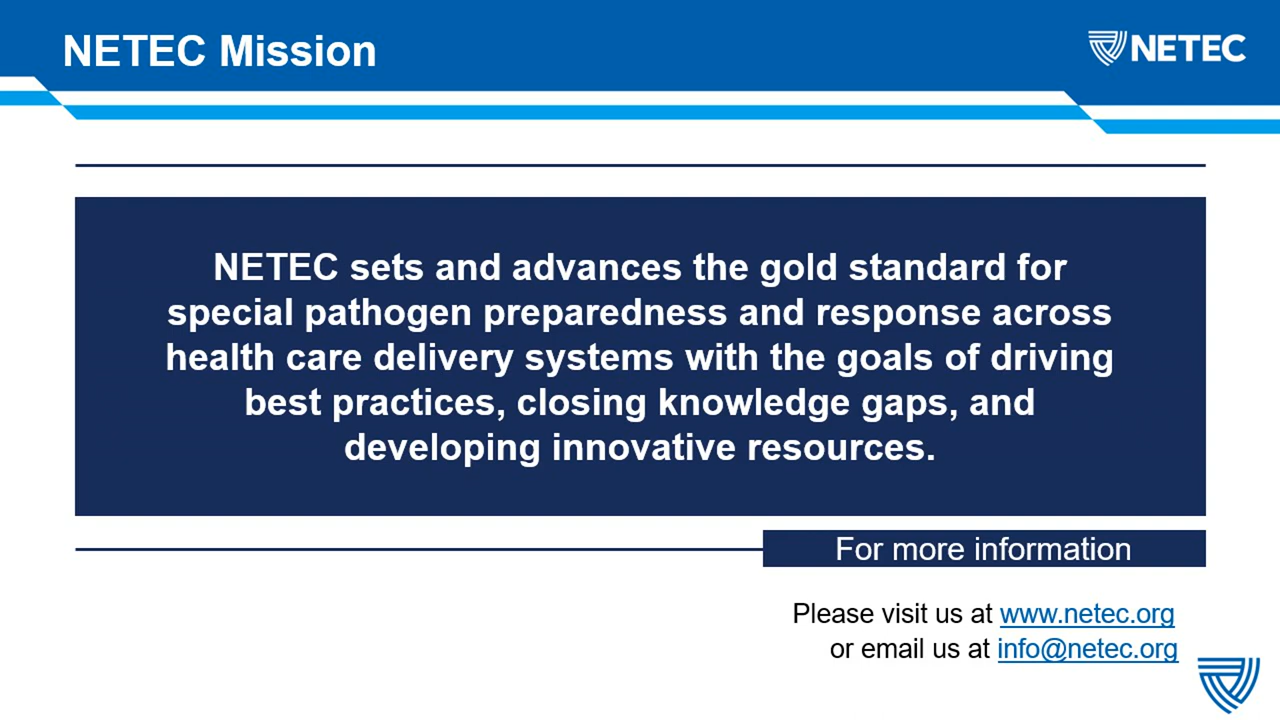 NETEC Mission
NETEC
NETEC sets and advances the gold standard for
special pathogen preparedness and response across
health care delivery systems with the goals of driving
best practices, closing knowledge gaps, and
developing innovative resources.
For more information
Please visit us at www.netec.org
or email us at info@netec.org